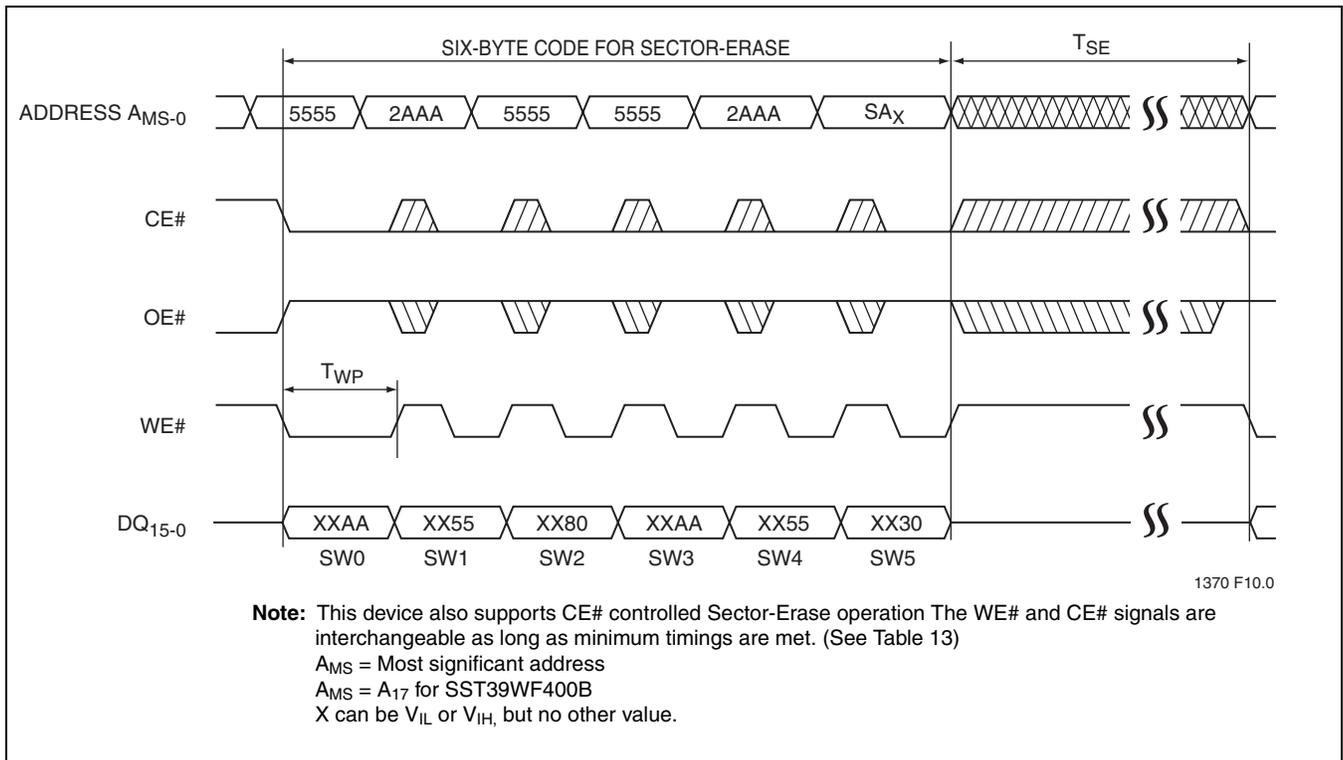 SIX-BYTE CODE FOR SECTOR-ERASE
TSE
ADDRESS AMS-0
5555 2AAA 5555 5555 2AAA SAX
CE#
OE#
TWP
WE#
DQ15-0
XXAA XX55 XX80 XXAA XX55 XX30
SW0 SW1 SW2 SW3 SW4 SW5
1370 F10.0
Note: This device also supports CE# controlled Sector-Erase operation The WE# and CE# signals are
interchangeable as long as minimum timings are met. (See Table 13)
AMS = Most significant address
AMS = A17 for SST39WF400B
X can be VIL or VIH, but no other value.